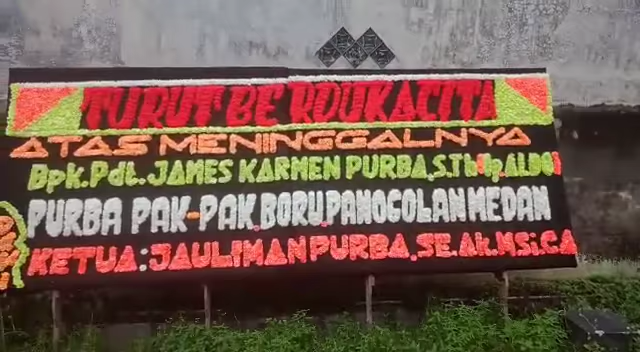 TURUT BERDUKACITA
ATAS MENINGGALNYA
Bpk.Pdt.JAMES KARMEN PURBA,S.Th
PURBA PAK-PAK,BORU,PANOGOLAN MEDAN
KETUA:JAULIMAN PURBA.SE.Ak.MSi.CA